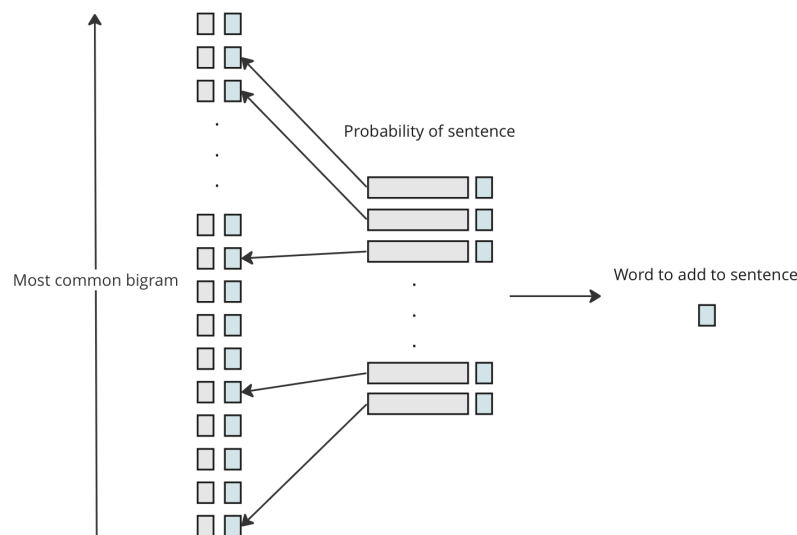 Probability of sentence
Most common bigram
Word to add to sentence